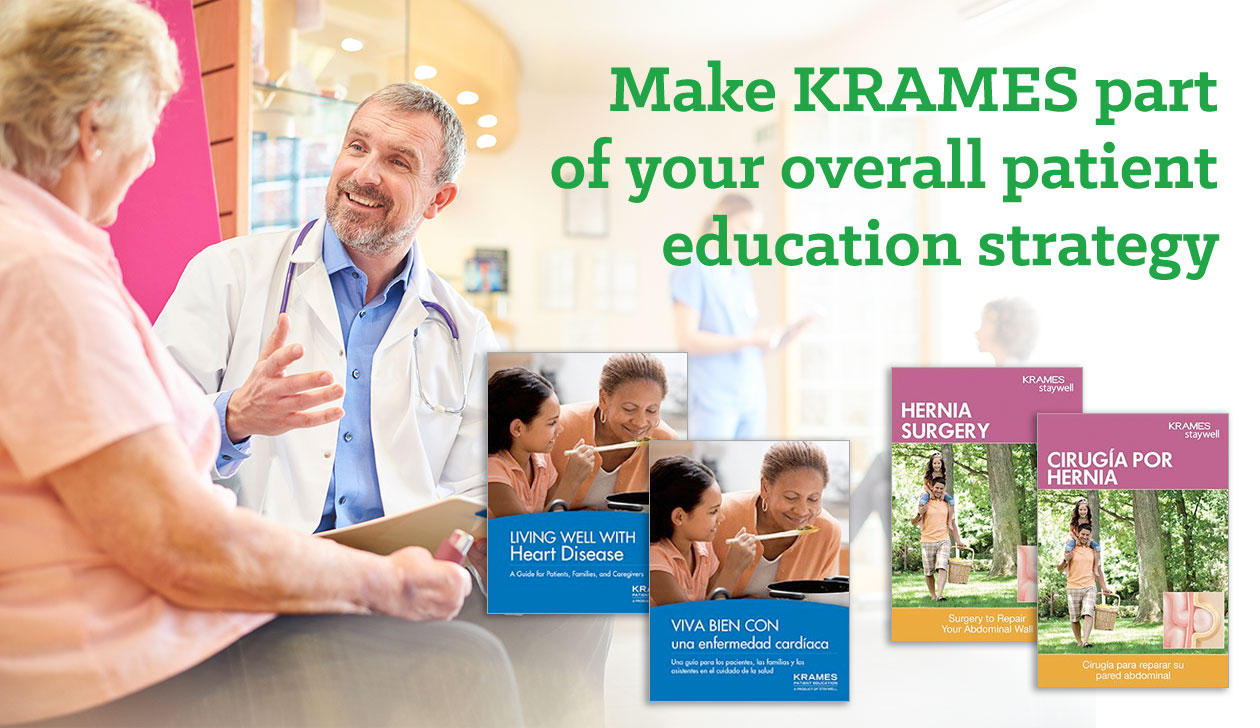 Make KRAMES part
of your overall patient
education strategy
LIVING WELL WITH
Heart Disease
A Guide for Patients, Families, and Caregivers
VIVA BIEN CON
una enfermedad cardíaca
Una guía para los pacientes, las familias y los
asistentes en el cuidado de la salud
KRAMES
PATIENT EDUCATION
A PRODUCT OF STAYWELL
KRAMES
staywell
HERNIA
SURGERY
Surgery to Repair
Your Abdominal Wall
KRAMES
staywell
CIRUGÍA POR
HERNIA
Cirugía para reparar su
pared abdominal